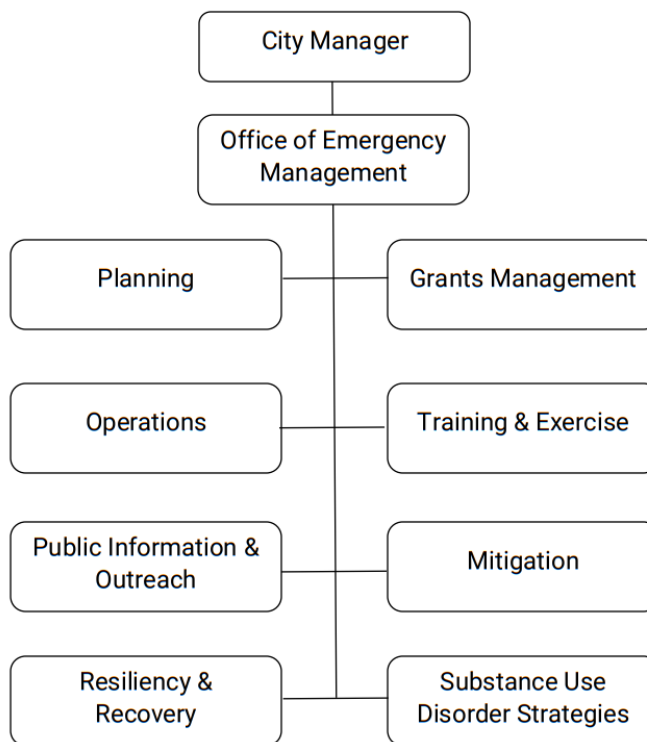 City Manager
Office of Emergency
Management
Planning
Grants Management
Operations
Training & Exercise
Public Information &
Outreach
Mitigation
Resiliency &
Recovery
Substance Use
Disorder Strategies